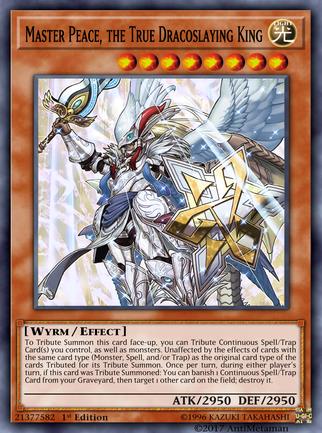 MASTER PEACE, THE TRUE DRACOSLAYING KING
LIGHT
光
[WYRM / EFFECT]
To Tribute Summon this card face-up, you can Tribute Continuous Spell/Trap
Card(s) you control, as well as monsters. Unaffected by the effects of cards with
the same card type (Monster, Spell, and/or Trap) as the original card type of the
cards Tributed for its Tribute Summon. Once per turn, during either player's
turn, if this card was Tribute Summoned: You can banish 1 Continuous Spell/Trap
Card from your Graveyard, then target 1 other card on the field; destroy it.
ATK/2950 DEF/2950
21377582 1st Edition ©1996 KAZUKI TAKAHASHI
©2017 AntiMetaman